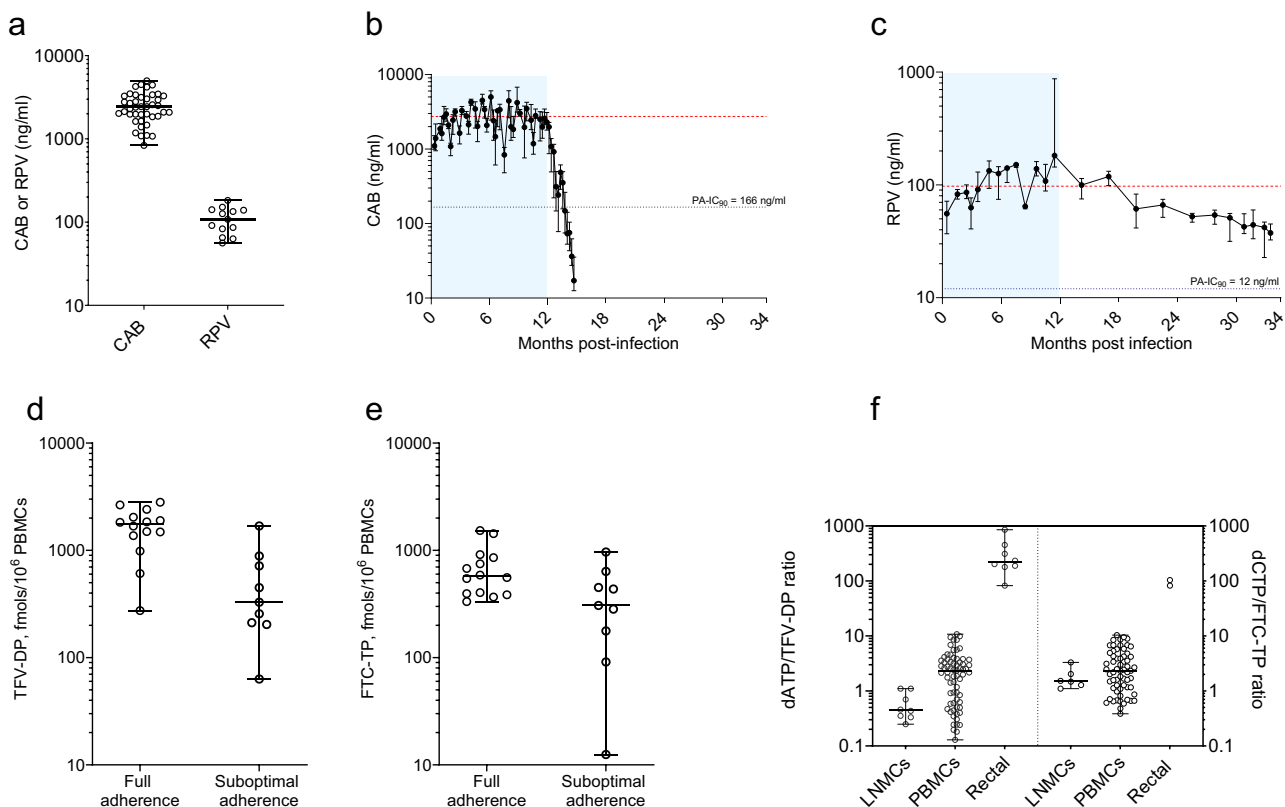 a
CAB or RPV (ng/ml)
10000
1000
100
10
CAB
RPV
b
CAB (ng/ml)
10000
1000
100
10
PA-IC₉₀ = 166 ng/ml
0
6
12
18
24
30
34
Months post-infection
c
RPV (ng/ml)
1000
100
10
PA-IC₉₀ = 12 ng/ml
0
6
12
18
24
30
34
Months post infection
d
TFV-DP, fmols/10⁶ PBMCs
10000
1000
100
10
Full adherence
Suboptimal adherence
e
FTC-TP, fmols/10⁶ PBMCs
10000
1000
100
10
Full adherence
Suboptimal adherence
f
dATP/TFV-DP ratio
1000
100
10
1
0.1
LNMCs
PBMCs
Rectal
LNMCs
PBMCs
Rectal
1000
100
10
1
0.1
dCTP/FTC-TP ratio